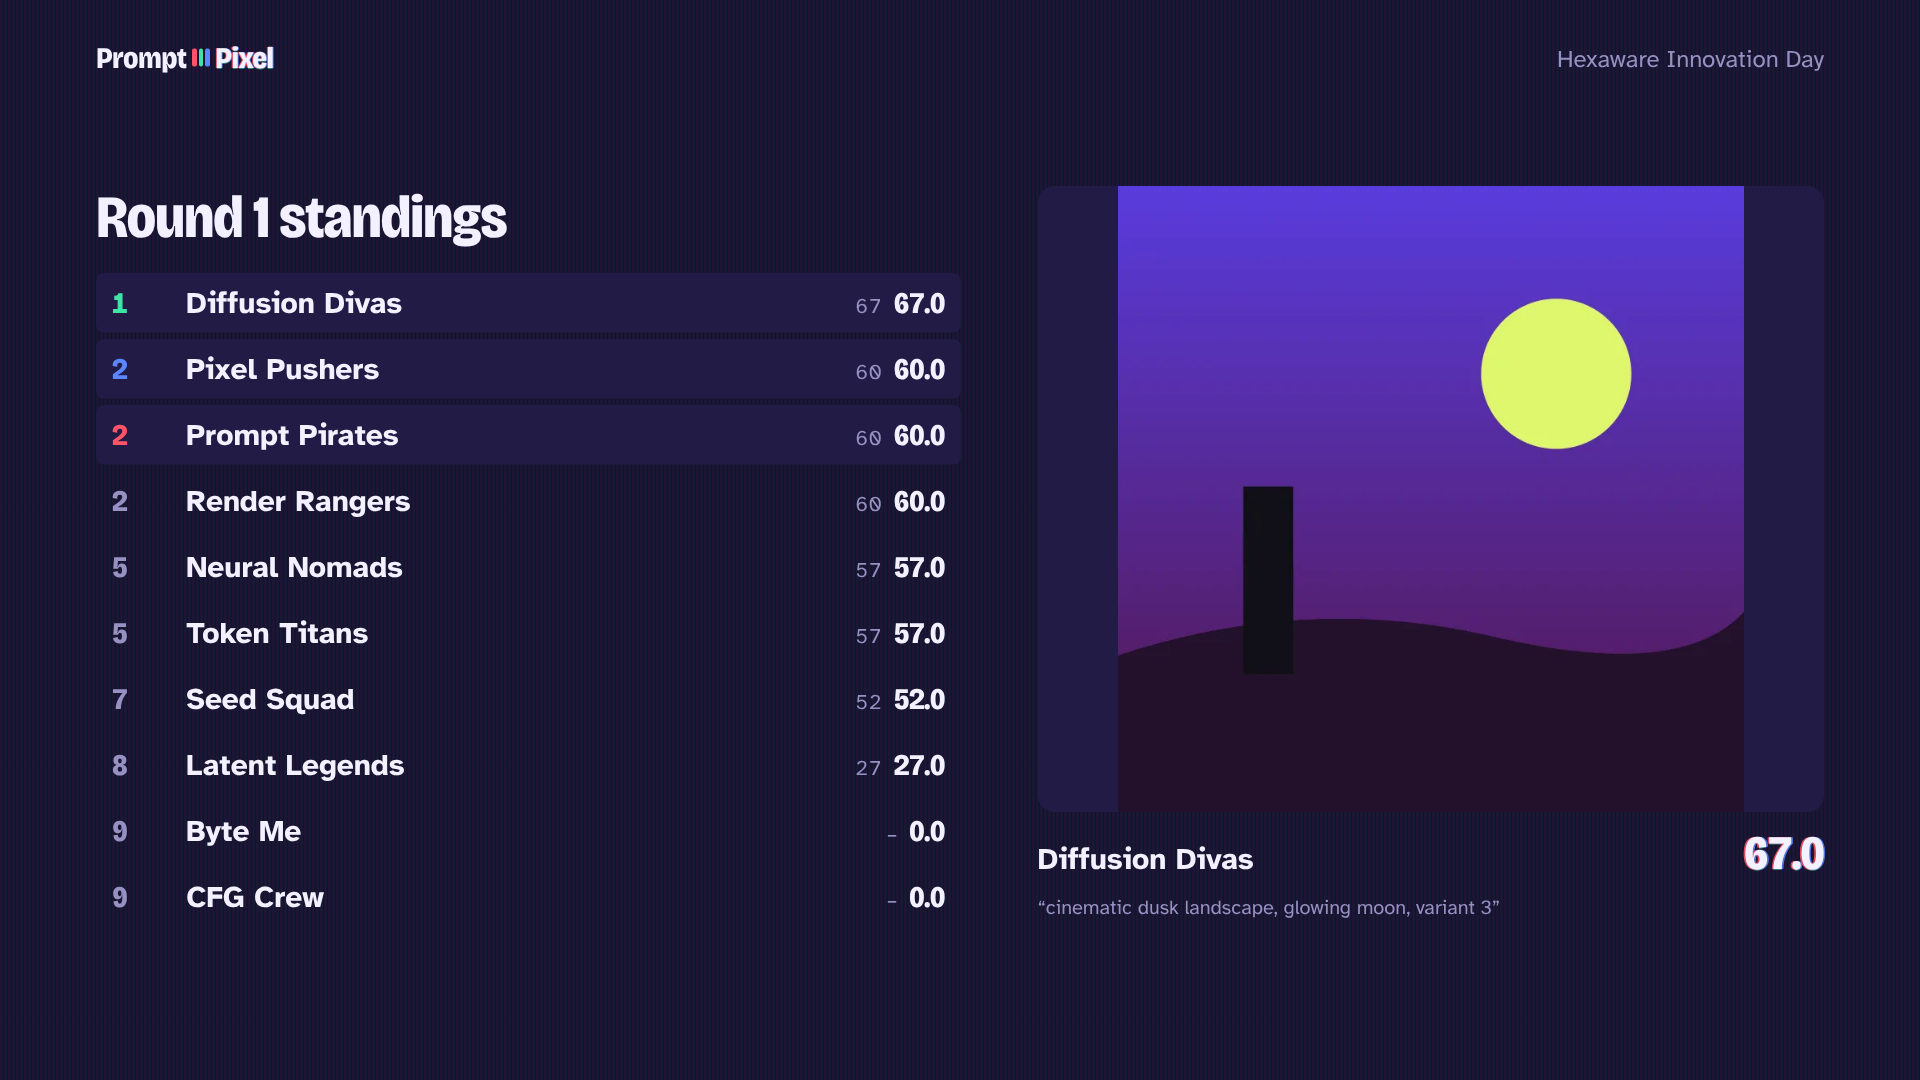 Prompt Pixel
Hexaware Innovation Day
Round 1 standings
1 Diffusion Divas 67 67.0
2 Pixel Pushers 60 60.0
2 Prompt Pirates 60 60.0
2 Render Rangers 60 60.0
5 Neural Nomads 57 57.0
5 Token Titans 57 57.0
7 Seed Squad 52 52.0
8 Latent Legends 27 27.0
9 Byte Me - 0.0
9 CFG Crew - 0.0
Diffusion Divas 67.0
“cinematic dusk landscape, glowing moon, variant 3”